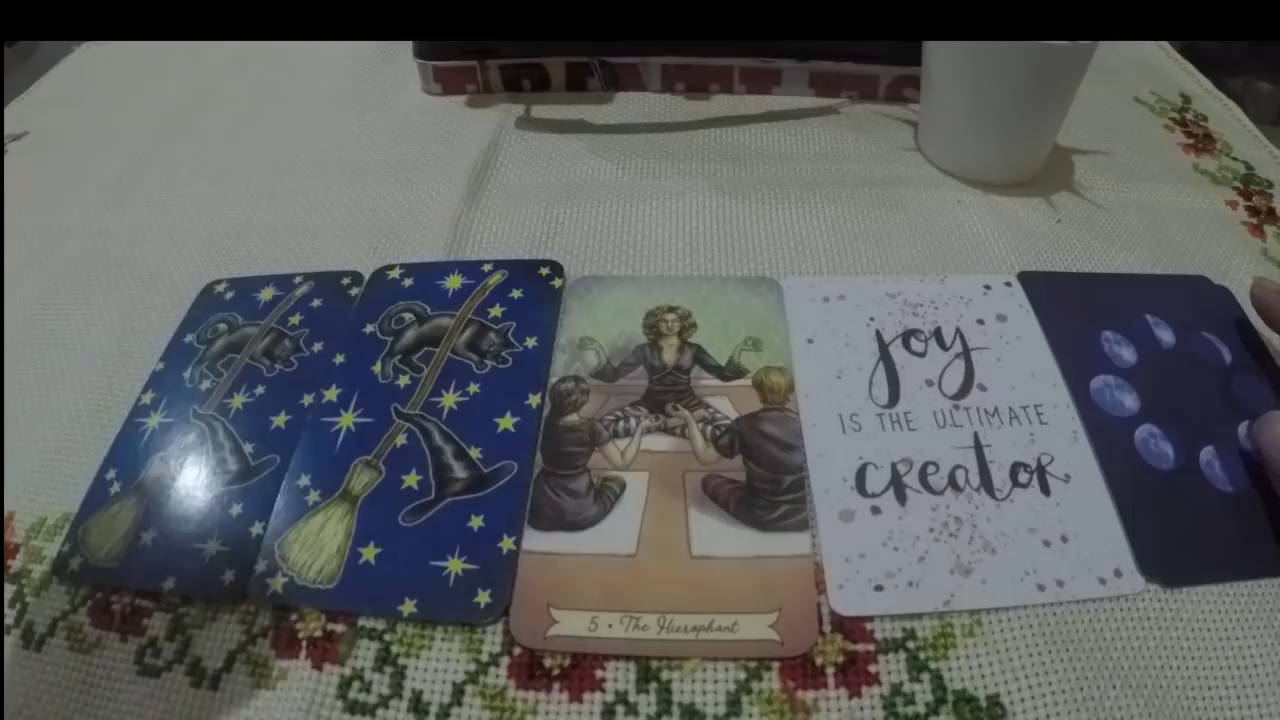 joy
IS THE ULTIMATE
creator
5 • The Hierophant